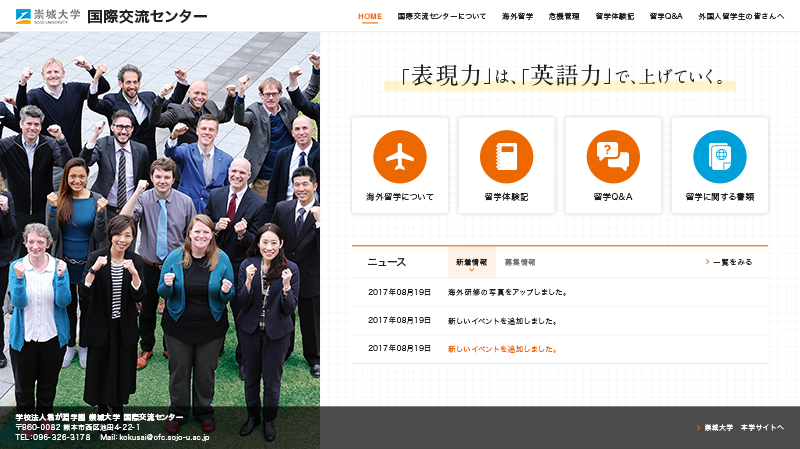 崇城大学
SOJO UNIVERSITY
国際交流センター
HOME 国際交流センターについて 海外留学 危機管理 留学体験記 留学Q&A 外国人留学生の皆さんへ
「表現力」は、「英語力」で、上げていく。
海外留学について
留学体験記
?
留学Q&A
留学に関する書類
ニュース 新着情報 募集情報 一覧をみる
2017年08月19日 海外研修の写真をアップしました。
2017年08月19日 新しいイベントを追加しました。
2017年08月19日 新しいイベントを追加しました。
学校法人君が淵学園 崇城大学 国際交流センター
〒860-0082 熊本市西区池田4-22-1
TEL:096-326-3178 Mail:kokusai@ofc.sojo-u.ac.jp
崇城大学 本学サイトへ